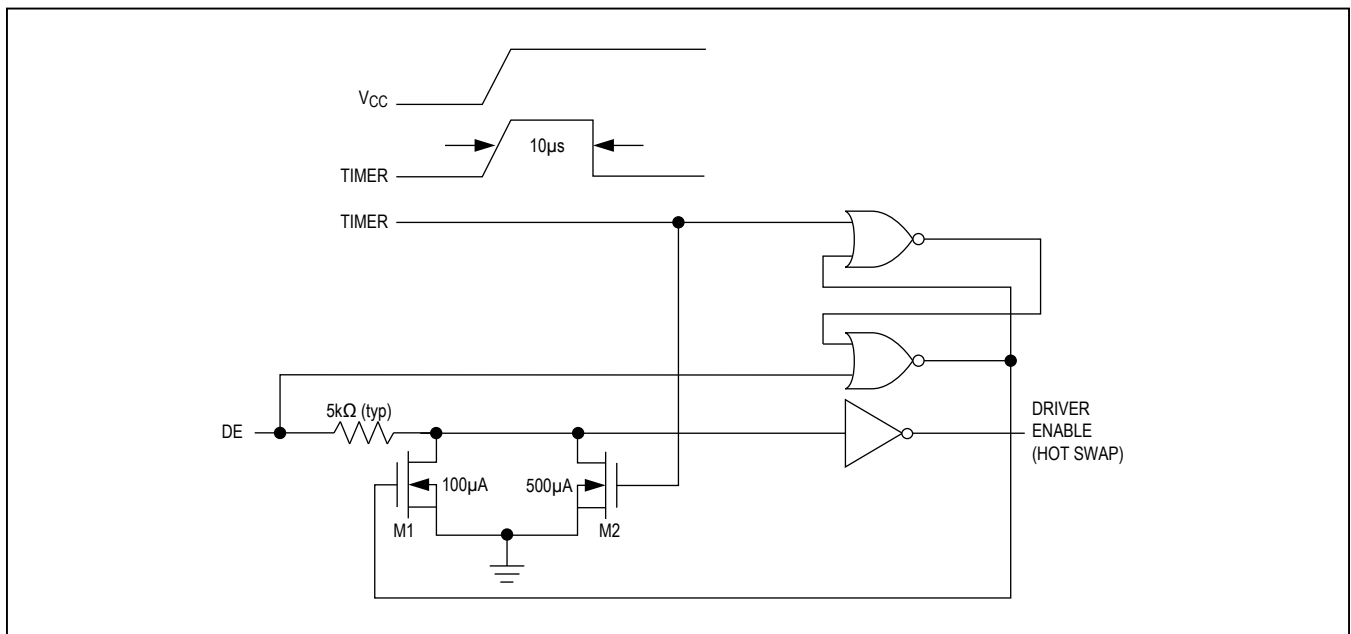 VCC
10µs
TIMER
TIMER
5kΩ (typ)
DE
100µA
500µA
M1
M2
DRIVER
ENABLE
(HOT SWAP)